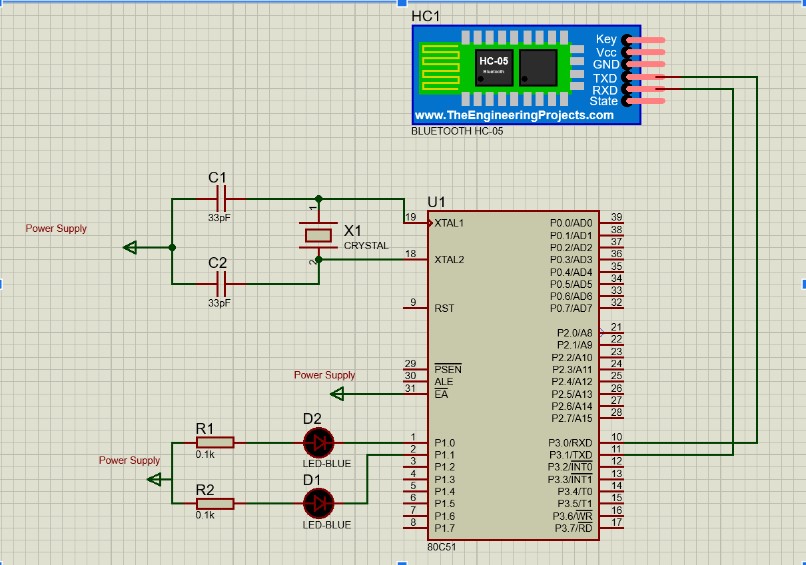 HC1
Key
Vcc
GND
TXD
RXD
State
HC-05
Bluetooth
www.TheEngineeringProjects.com
BLUETOOTH HC-05
C1
33pF
1
X1
CRYSTAL
2
Power Supply
C2
33pF
U1
19 XTAL1 P0.0/AD0 39
P0.1/AD1 38
P0.2/AD2 37
18 XTAL2 P0.3/AD3 36
P0.4/AD4 35
P0.5/AD5 34
P0.6/AD6 33
9 RST P0.7/AD7 32
P2.0/A8 21
P2.1/A9 22
P2.2/A10 23
29 PSEN P2.3/A11 24
30 ALE P2.4/A12 25
31 EA P2.5/A13 26
P2.6/A14 27
P2.7/A15 28
1 P1.0 P3.0/RXD 10
2 P1.1 P3.1/TXD 11
3 P1.2 P3.2/INT0 12
4 P1.3 P3.3/INT1 13
5 P1.4 P3.4/T0 14
6 P1.5 P3.5/T1 15
7 P1.6 P3.6/WR 16
8 P1.7 P3.7/RD 17
80C51
Power Supply
D2
LED-BLUE
R1
0.1k
Power Supply
R2
0.1k
D1
LED-BLUE